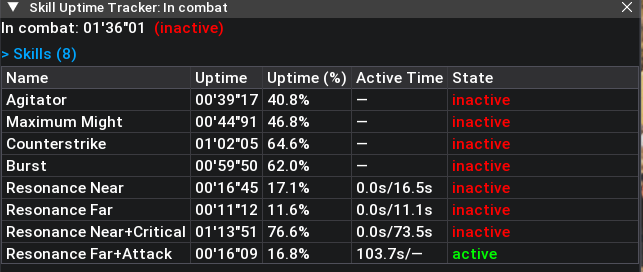 ▼ Skill Uptime Tracker: In combat ×
In combat: 01'36"01 (inactive)
> Skills (8)
Name Uptime Uptime (%) Active Time State
Agitator 00'39"17 40.8% — inactive
Maximum Might 00'44"91 46.8% — inactive
Counterstrike 01'02"05 64.6% — inactive
Burst 00'59"50 62.0% — inactive
Resonance Near 00'16"45 17.1% 0.0s/16.5s inactive
Resonance Far 00'11"12 11.6% 0.0s/11.1s inactive
Resonance Near+Critical 01'13"51 76.6% 0.0s/73.5s inactive
Resonance Far+Attack 00'16"09 16.8% 103.7s/— active